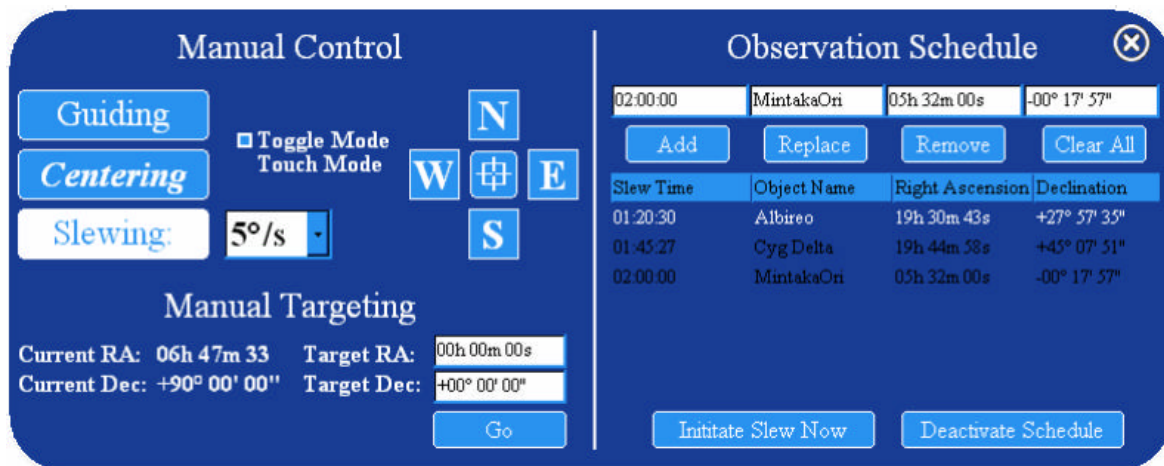 Manual Control
Guiding
Centering
Slewing:
5°/s
Toggle Mode
Touch Mode
N
W E
S
Manual Targeting
Current RA: 06h 47m 33 Target RA: 00h 00m 00s
Current Dec: +90° 00' 00" Target Dec: +00° 00' 00"
Go
Observation Schedule
02:00:00 MintakaOri 05h 32m 00s -00° 17' 57"
Add Replace Remove Clear All
Slew Time Object Name Right Ascension Declination
01:20:30 Albireo 19h 30m 43s +27° 57' 35"
01:45:27 Cyg Delta 19h 44m 58s +45° 07' 51"
02:00:00 MintakaOri 05h 32m 00s -00° 17' 57"
Inititate Slew Now Deactivate Schedule